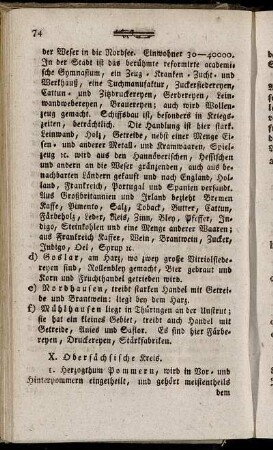 74
der Weser in die Nordsee. Einwohner 30—40000.
In der Stadt ist das berühmte reformirte academi-
sche Gymnasium, ein Zeug- Kranken- Zucht- und
Werkhauß, eine Tuchmanufaktur, Zuckersiedereyen,
Cattun- und Zitzdruckereyen, Gerbereyen, Lein-
wandwebereyen, Brauereyen; auch wird Wollen-
zeug gemacht. Schiffsbau ist, besonders in Kriegs-
zeiten, beträchtlich. Die Handlung ist hier stark.
Leinwand, Holz, Getreide, nebst einer Menge Ei-
sen- und anderer Metall- und Kramwaaren, Spiel-
zeug ꝛc. wird aus den Hannöverischen, Hessischen
und andern an die Weser gränzenden, auch aus
nachbarten Ländern gekauft und nach England, Hol-
land, Frankreich, Portugal und Spanien versandt.
Aus Großbritannien und Irland bezieht Bremen
Kaffe, Pimento, Salz, Toback, Butter, Cattun,
Färbeholz, Leder, Reis, Zinn, Bley, Pfeffer, In-
digo, Steinkohlen und eine Menge anderer Waaren;
aus Frankreich Kaffee, Wein, Brantwein, Zucker,
Indigo, Oel, Syrup ꝛc.
d) Goslar, am Harz, wo zwey große Vitriolsiede-
reyen sind, Rollenbley gemacht, Bier gebraut und
Korn und Fruchthandel getrieben wird.
e) Nordhausen, treibt starken Handel mit Getrei-
de und Brantwein: liegt bey dem Harz.
f) Mühlhausen liegt in Thüringen an der Unstrut;
sie hat ein kleines Gebiet, treibt auch Handel mit
Getreide, Anies und Saflor. Es sind hier Färbe-
reyen, Druckereyen, Stärkfabriken.
X. Obersächsische Kreis.
1. Herzogthum Pommern, wird in Vor- und
Hinterpommern eingetheilt, und gehört meistentheils
dem